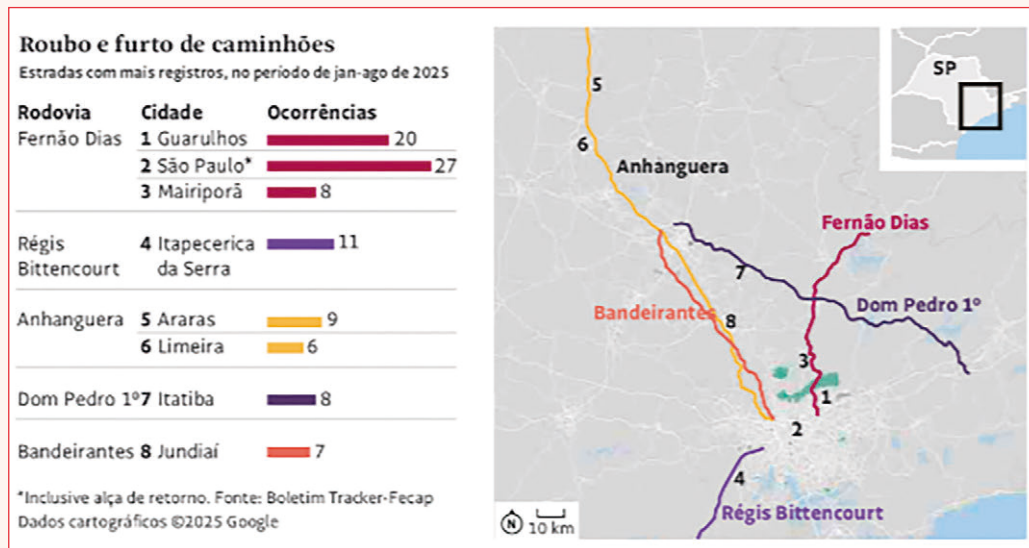 Roubo e furto de caminhões
Estradas com mais registros, no período de jan-ago de 2025
Rodovia Cidade Ocorrências
Fernão Dias 1 Guarulhos 20
2 São Paulo* 27
3 Mairiporã 8
Régis 4 Itapecerica 11
Bittencourt da Serra
Anhanguera 5 Araras 9
6 Limeira 6
Dom Pedro 1º 7 Itatiba 8
Bandeirantes 8 Jundiaí 7
*Inclusive alça de retorno. Fonte: Boletim Tracker-Fecap
Dados cartográficos ©2025 Google
SP
5
6
Anhanguera
Fernão Dias
7
Dom Pedro 1º
Bandeirantes
8
3
1
2
4
Régis Bittencourt
N 10 km